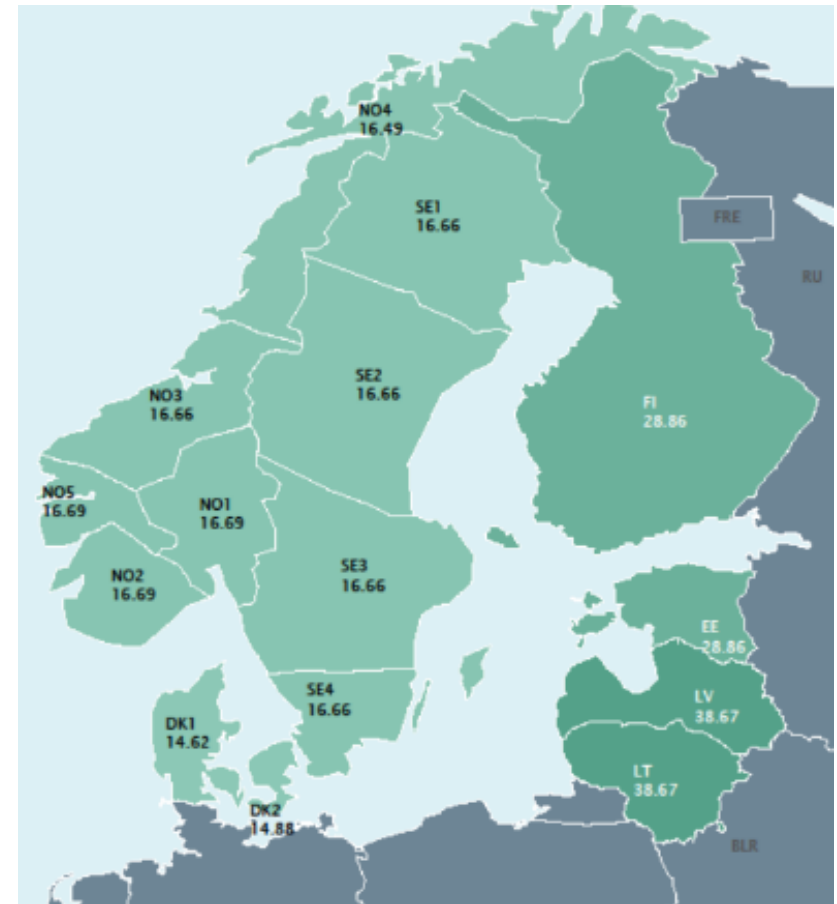 NO4
16.49
SE1
16.66
FRE
RU
SE2
16.66
NO3
16.66
FI
28.86
NO5
16.69
NO1
16.69
SE3
16.66
NO2
16.69
EE
28.86
SE4
16.66
LV
38.67
DK1
14.62
LT
38.67
DK2
14.88
BLR